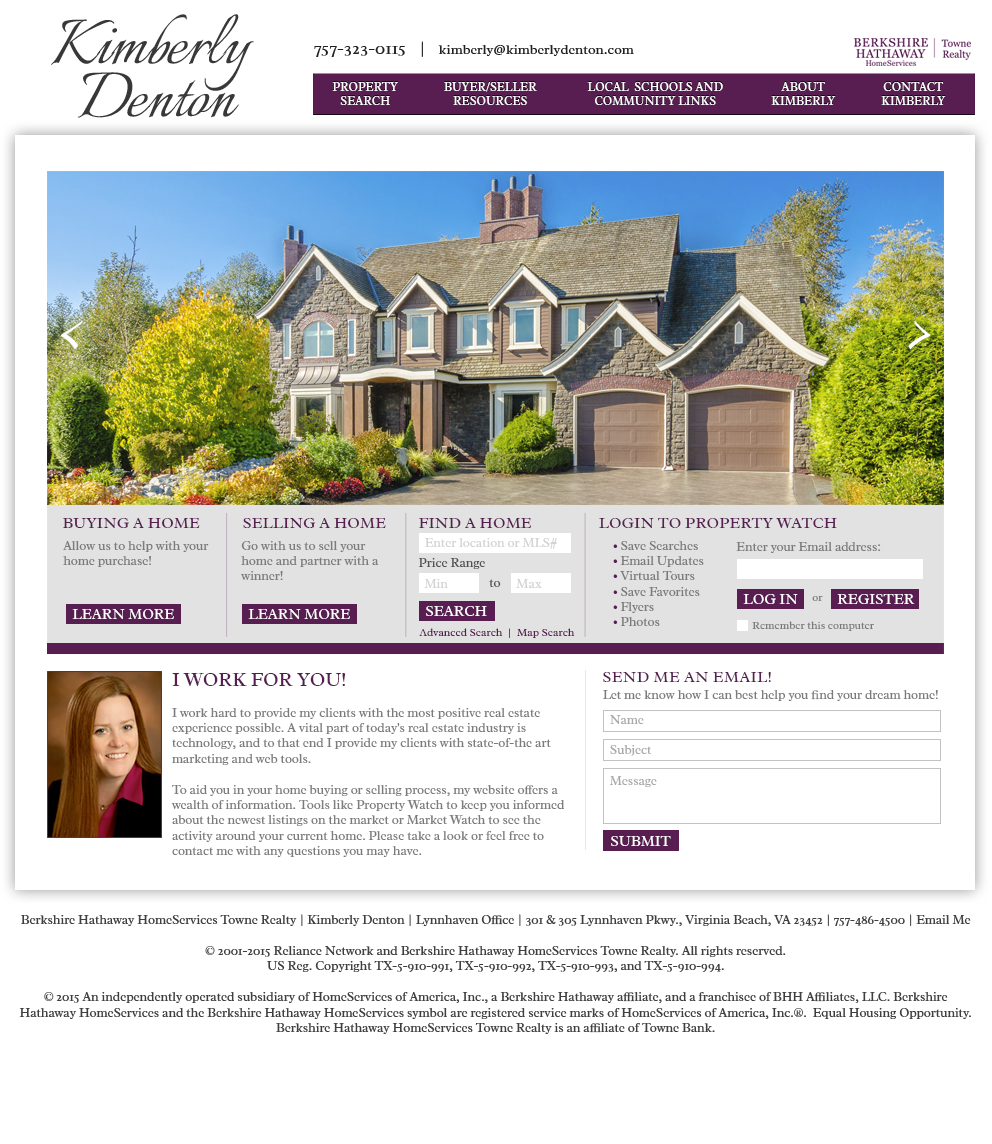 Kimberly
Denton
757-323-0115 | kimberly@kimberlydenton.com
BERKSHIRE
HATHAWAY
HomeServices
Towne
Realty
PROPERTY
SEARCH
BUYER/SELLER
RESOURCES
LOCAL SCHOOLS AND
COMMUNITY LINKS
ABOUT
KIMBERLY
CONTACT
KIMBERLY
BUYING A HOME
Allow us to help with your
home purchase!
LEARN MORE
SELLING A HOME
Go with us to sell your
home and partner with a
winner!
LEARN MORE
FIND A HOME
Enter location or MLS#
Price Range
Min to Max
SEARCH
Advanced Search | Map Search
LOGIN TO PROPERTY WATCH
• Save Searches
• Email Updates
• Virtual Tours
• Save Favorites
• Flyers
• Photos
Enter your Email address:
LOG IN or REGISTER
Remember this computer
I WORK FOR YOU!
I work hard to provide my clients with the most positive real estate
experience possible. A vital part of today's real estate industry is
technology, and to that end I provide my clients with state-of-the art
marketing and web tools.
To aid you in your home buying or selling process, my website offers a
wealth of information. Tools like Property Watch to keep you informed
about the newest listings on the market or Market Watch to see the
activity around your current home. Please take a look or feel free to
contact me with any questions you may have.
SEND ME AN EMAIL!
Let me know how I can best help you find your dream home!
Name
Subject
Message
SUBMIT
Berkshire Hathaway HomeServices Towne Realty | Kimberly Denton | Lynnhaven Office | 301 & 305 Lynnhaven Pkwy., Virginia Beach, VA 23452 | 757-486-4500 | Email Me
© 2001-2015 Reliance Network and Berkshire Hathaway HomeServices Towne Realty. All rights reserved.
US Reg. Copyright TX-5-910-991, TX-5-910-992, TX-5-910-993, and TX-5-910-994.
© 2015 An independently operated subsidiary of HomeServices of America, Inc., a Berkshire Hathaway affiliate, and a franchisee of BHH Affiliates, LLC. Berkshire
Hathaway HomeServices and the Berkshire Hathaway HomeServices symbol are registered service marks of HomeServices of America, Inc.®. Equal Housing Opportunity.
Berkshire Hathaway HomeServices Towne Realty is an affiliate of Towne Bank.